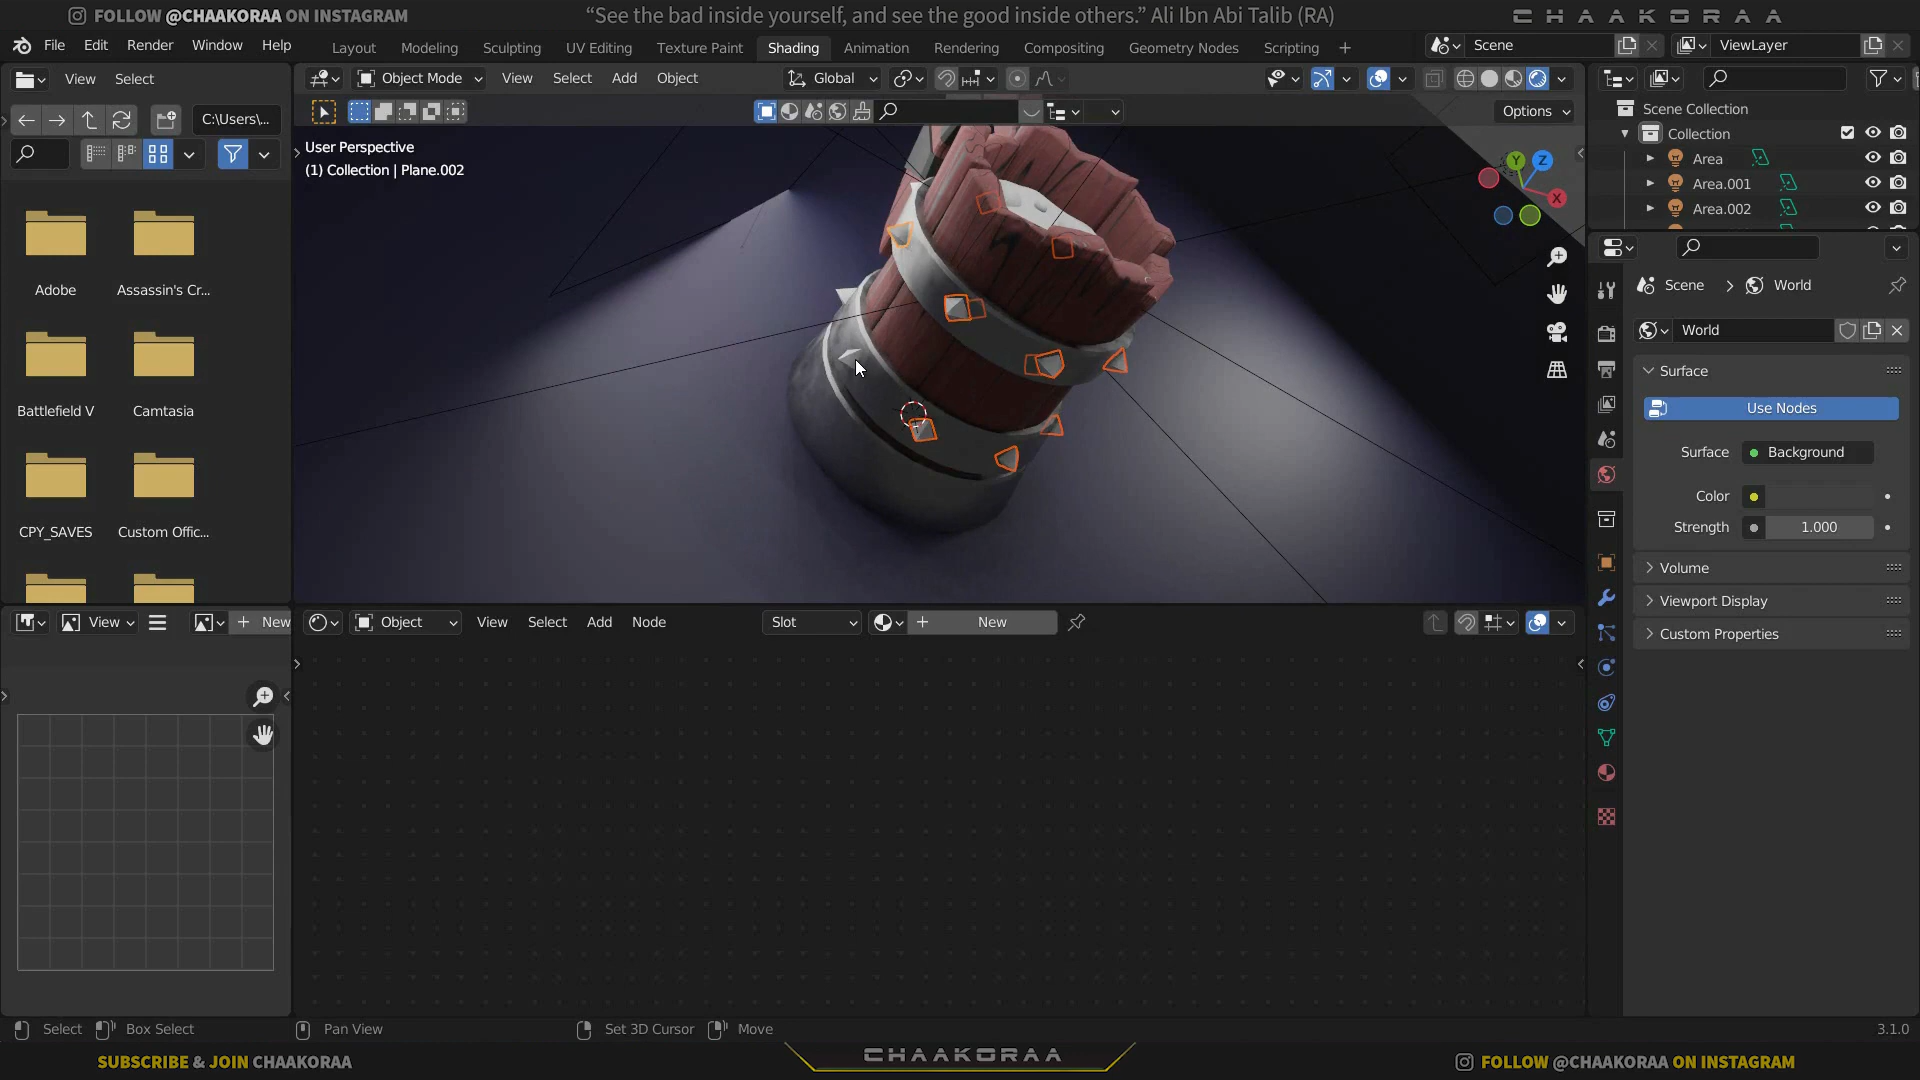 FOLLOW @CHAAKORAA ON INSTAGRAM
“See the bad inside yourself, and see the good inside others.” Ali Ibn Abi Talib (RA)
CHAAKORAA
File Edit Render Window Help
Layout Modeling Sculpting UV Editing Texture Paint Shading Animation Rendering Compositing Geometry Nodes Scripting
Scene
ViewLayer
View Select
Object Mode View Select Add Object
Global
C:\Users\...
Options
User Perspective
(1) Collection | Plane.002
Scene Collection
Collection
Area
Area.001
Area.002
Y
Z
X
Adobe
Assassin's Cr...
Battlefield V
Camtasia
CPY_SAVES
Custom Offic...
Scene
World
World
Surface
Use Nodes
Surface Background
Color
Strength 1.000
Volume
Viewport Display
Custom Properties
View
New
Object View Select Add Node
Slot
New
Select Box Select Pan View Set 3D Cursor Move
3.1.0
SUBSCRIBE & JOIN CHAAKORAA
CHAAKORAA
FOLLOW @CHAAKORAA ON INSTAGRAM